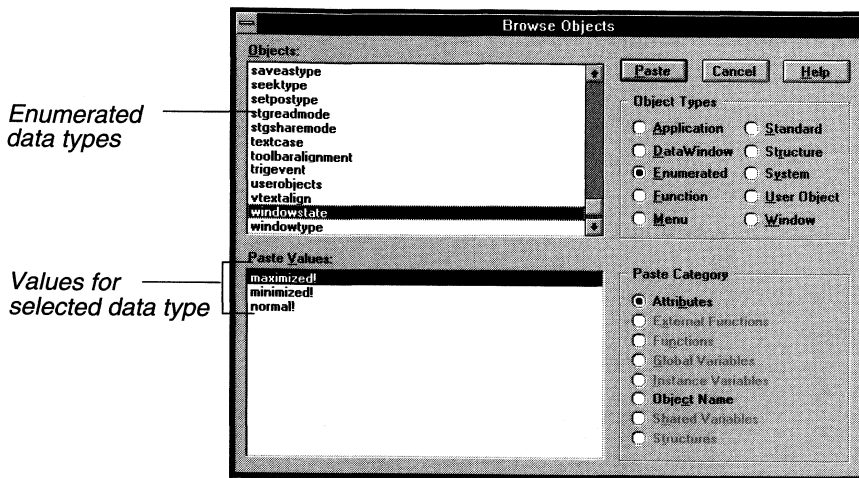 Browse Objects
Objects:
saveastype
seektype
setpostype
stgreadmode
stgsharemode
textcase
toolbaralignment
trigevent
userobjects
vtextalign
windowstate
windowtype
Enumerated
data types
Paste Values:
maximized!
minimized!
normal!
Values for
selected data type
Paste Cancel Help
Object Types
Application Standard
DataWindow Structure
Enumerated System
Function User Object
Menu Window
Paste Category
Attributes
External Functions
Functions
Global Variables
Instance Variables
Object Name
Shared Variables
Structures